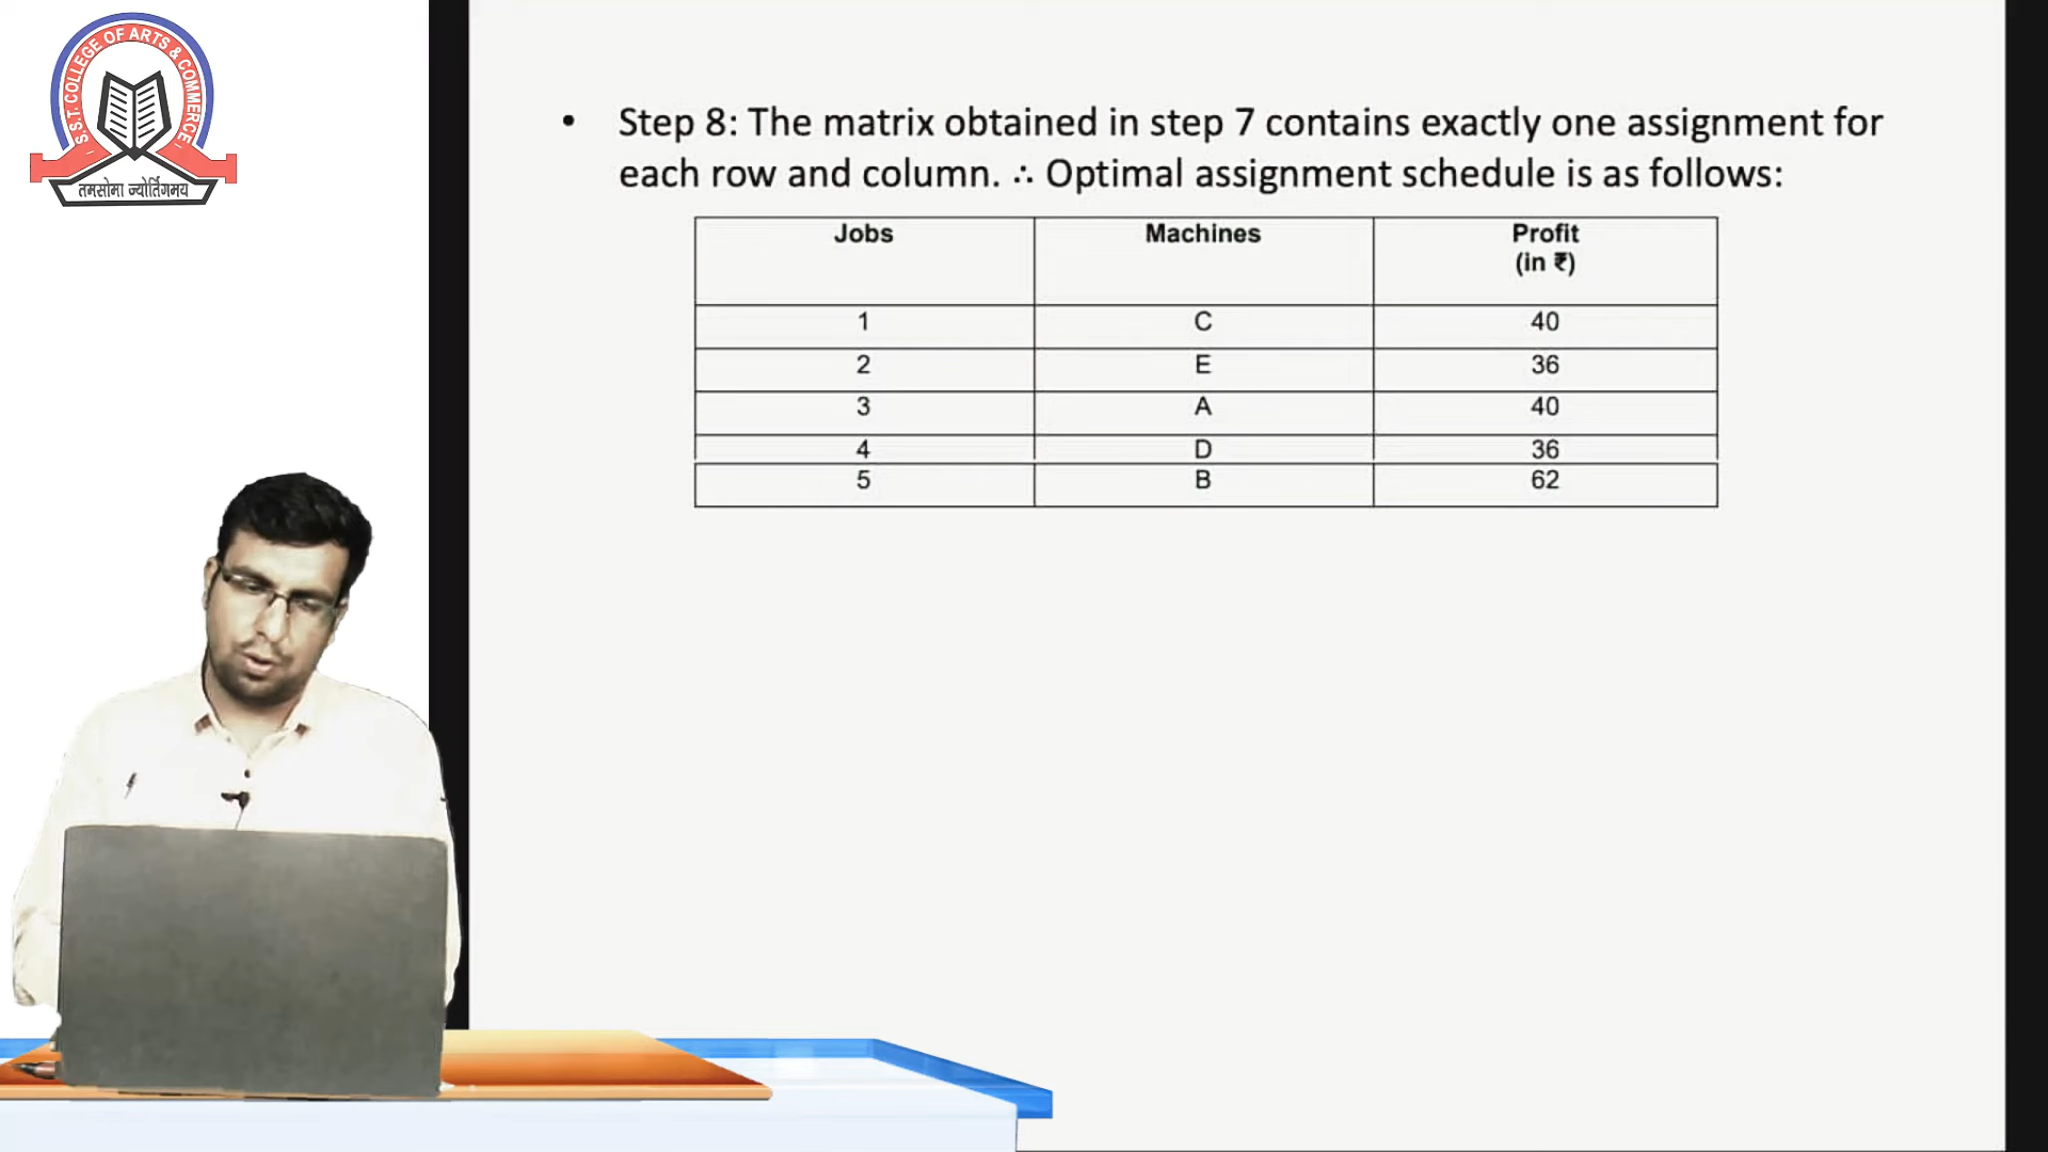 S.S.T. COLLEGE OF ARTS & COMMERCE
तमसोमा ज्योर्तिगमय
• Step 8: The matrix obtained in step 7 contains exactly one assignment for
each row and column. ∴ Optimal assignment schedule is as follows:
Jobs Machines Profit
(in ₹)
1 C 40
2 E 36
3 A 40
4 D 36
5 B 62